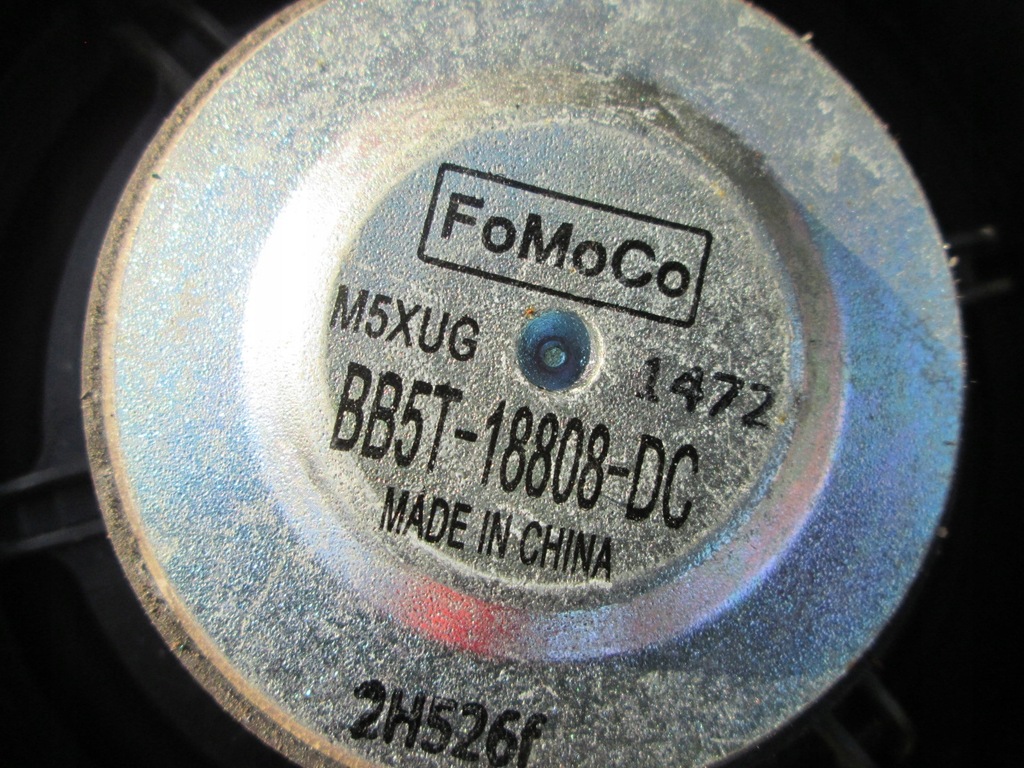 FoMoCo
M5XUG
1472
BB5T-18808-DC
MADE IN CHINA
2H526f